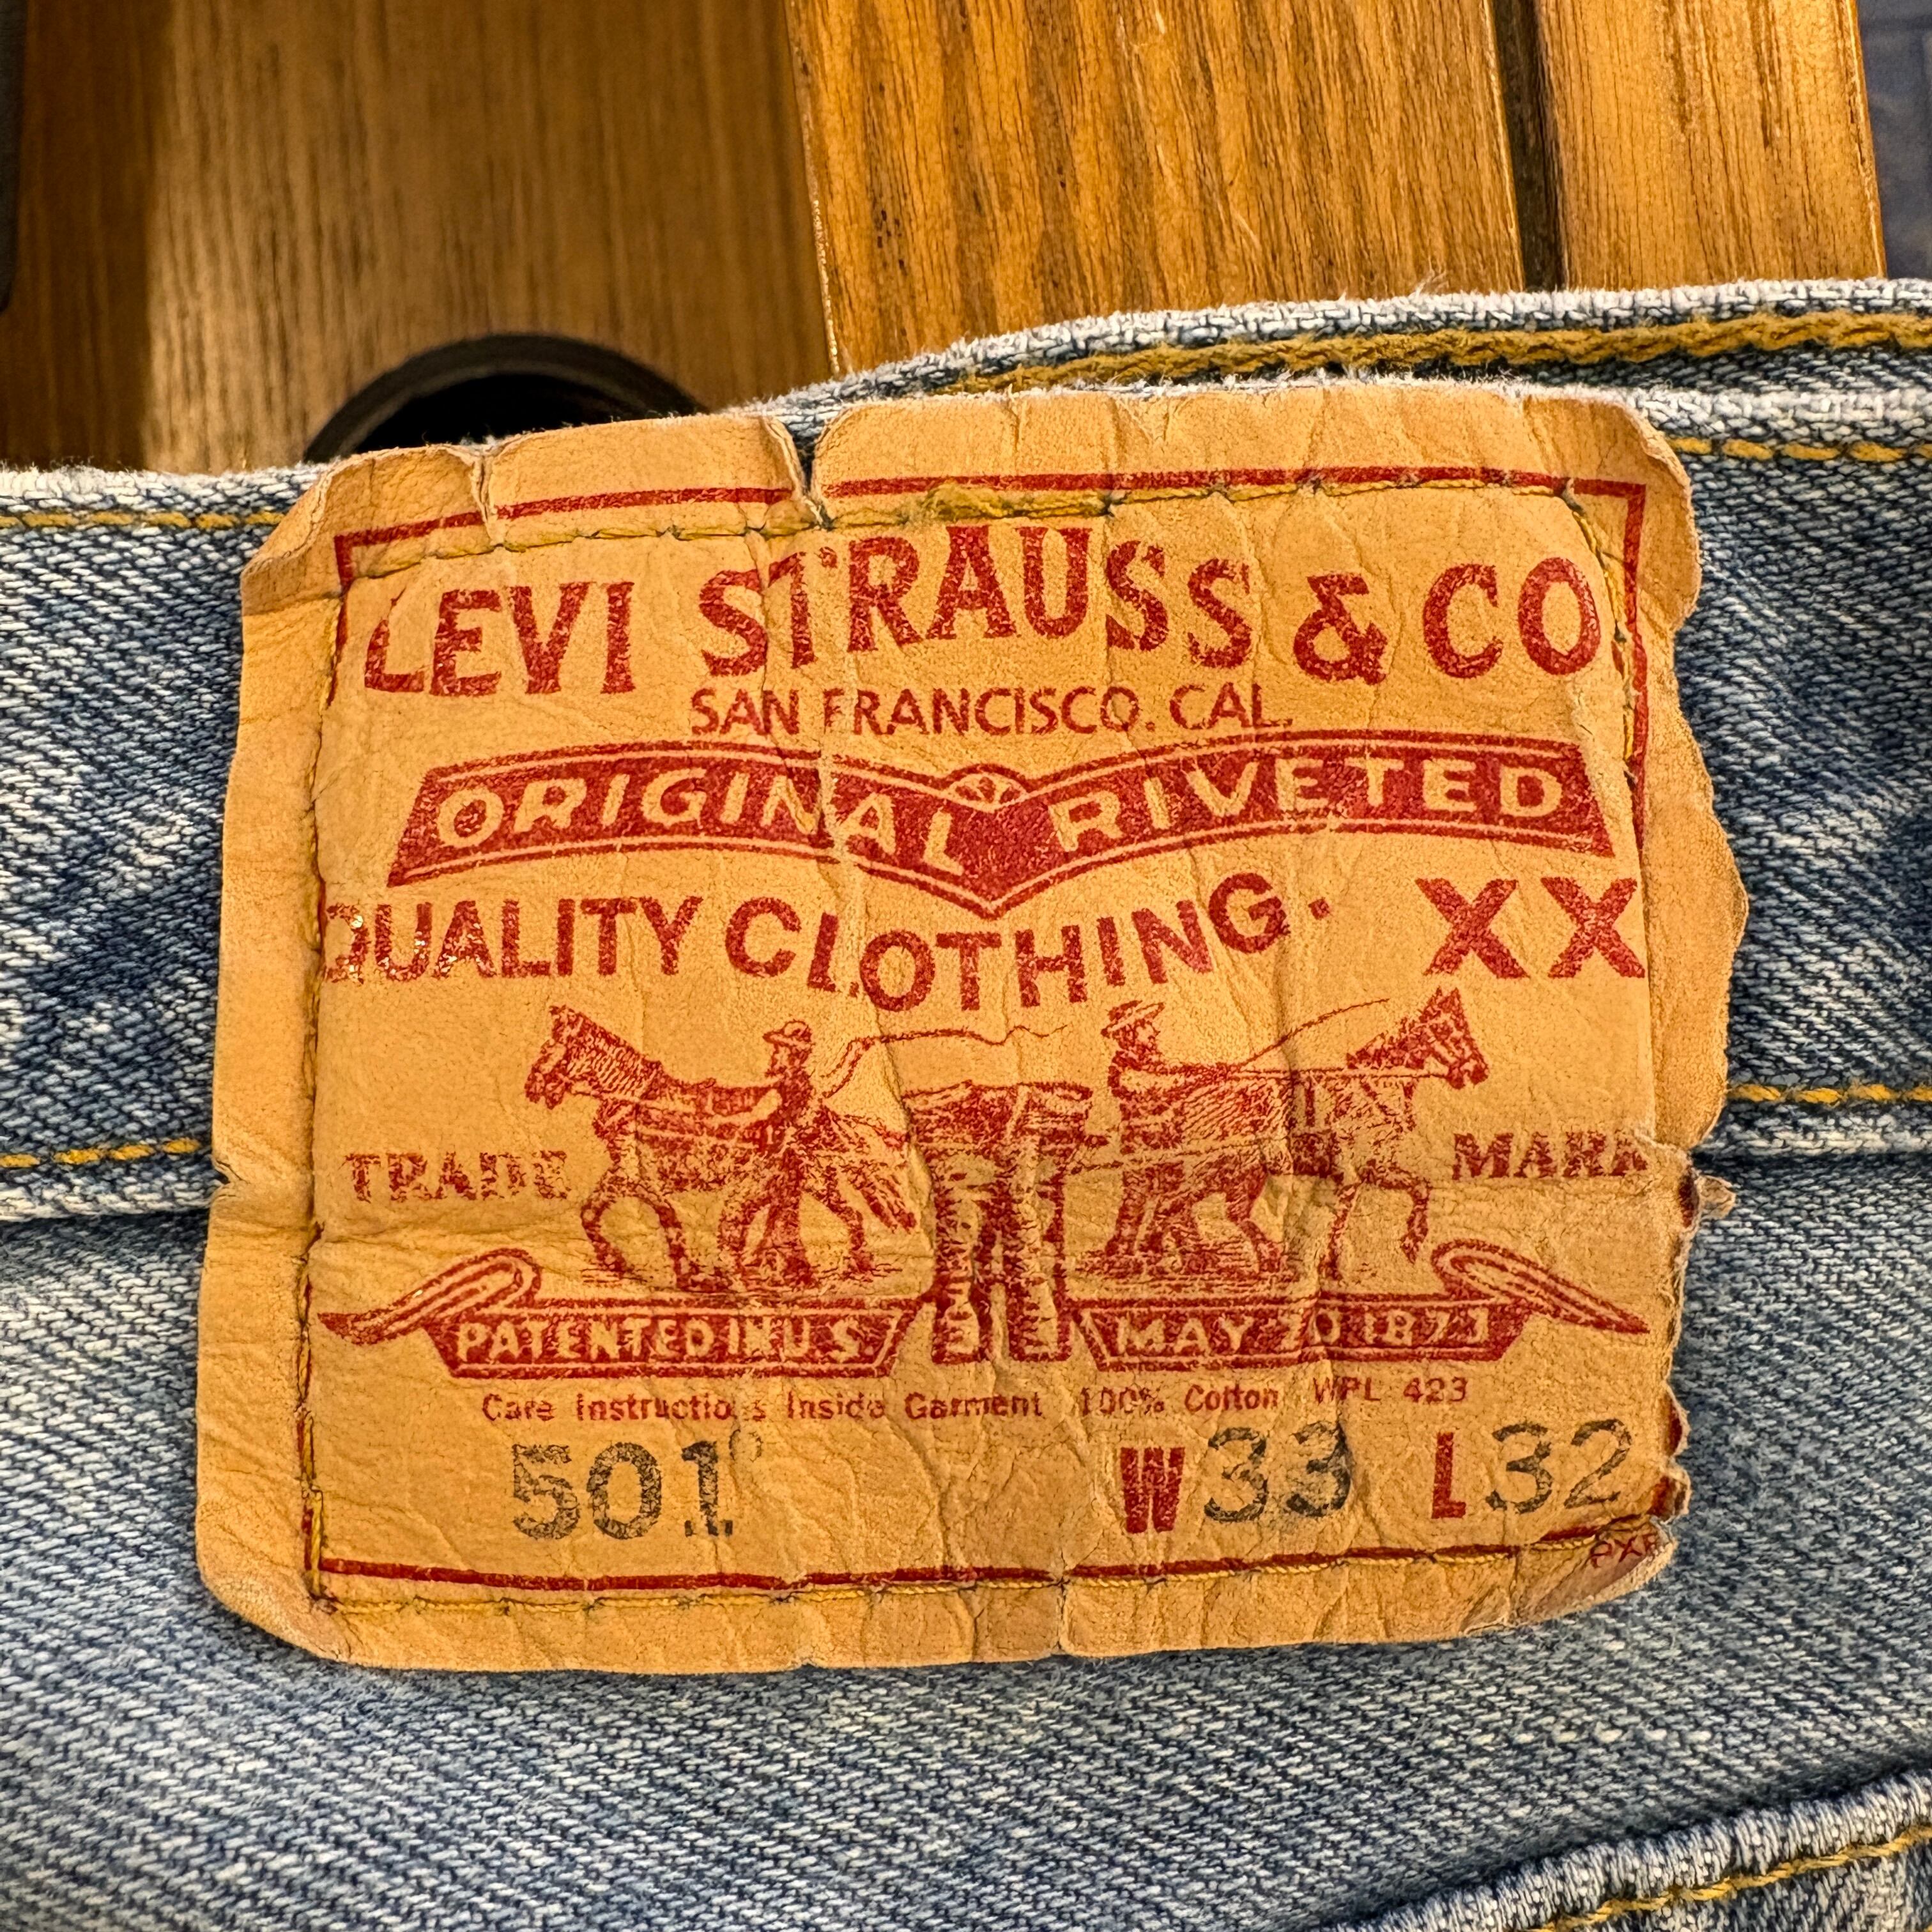 LEVI STRAUSS & CO
SAN FRANCISCO. CAL.
ORIGINAL RIVETED
QUALITY CLOTHING. XX
TRADE MARK
PATENTED IN U.S. MAY 20 1873
Care Instructions Inside Garment 100% Cotton WPL 423
501® W33 L32